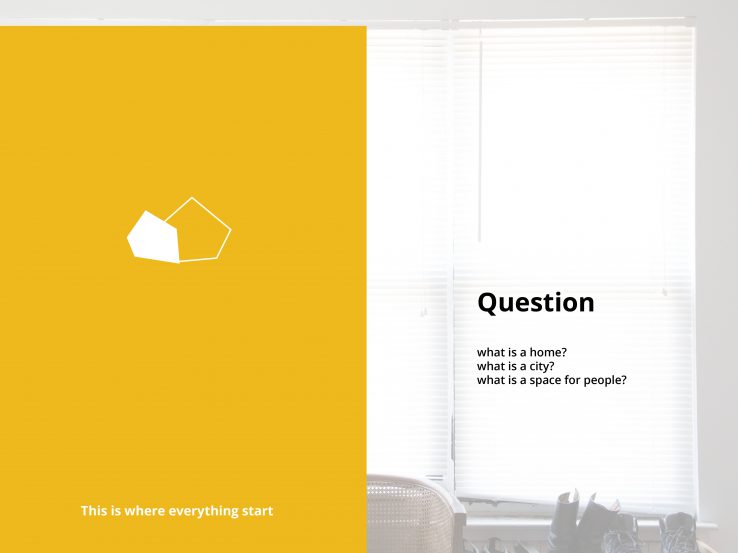 This is where everything start
Question
what is a home?
what is a city?
what is a space for people?